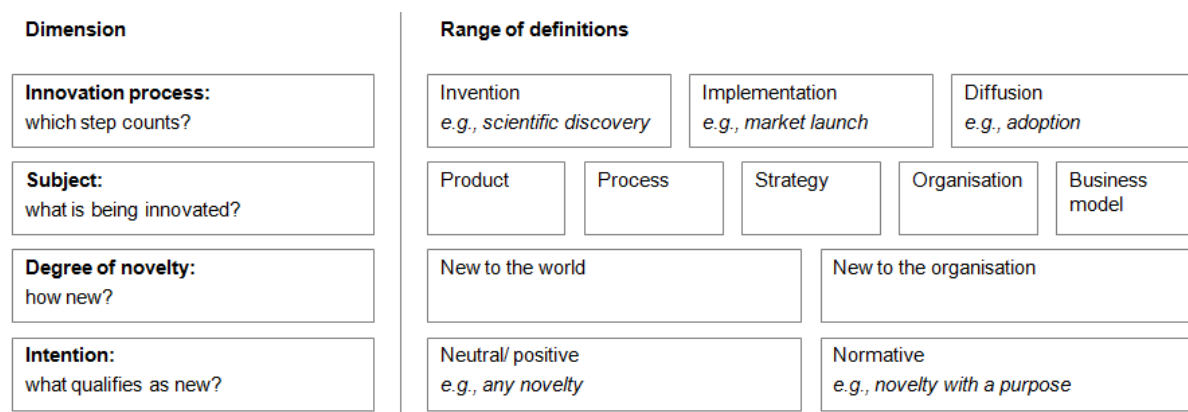 Dimension
Range of definitions
Innovation process:
which step counts?
Invention
e.g., scientific discovery
Implementation
e.g., market launch
Diffusion
e.g., adoption
Subject:
what is being innovated?
Product
Process
Strategy
Organisation
Business
model
Degree of novelty:
how new?
New to the world
New to the organisation
Intention:
what qualifies as new?
Neutral/ positive
e.g., any novelty
Normative
e.g., novelty with a purpose